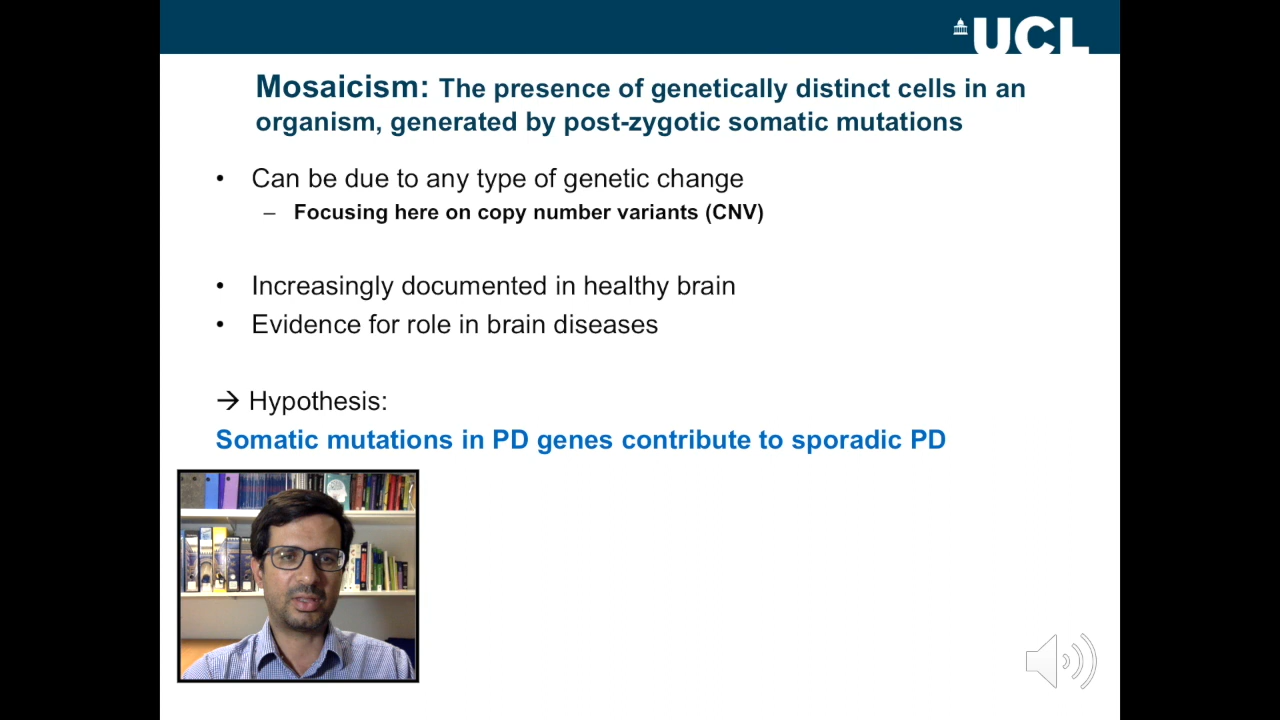 UCL
Mosaicism: The presence of genetically distinct cells in an
organism, generated by post-zygotic somatic mutations
• Can be due to any type of genetic change
– Focusing here on copy number variants (CNV)
• Increasingly documented in healthy brain
• Evidence for role in brain diseases
→ Hypothesis:
Somatic mutations in PD genes contribute to sporadic PD